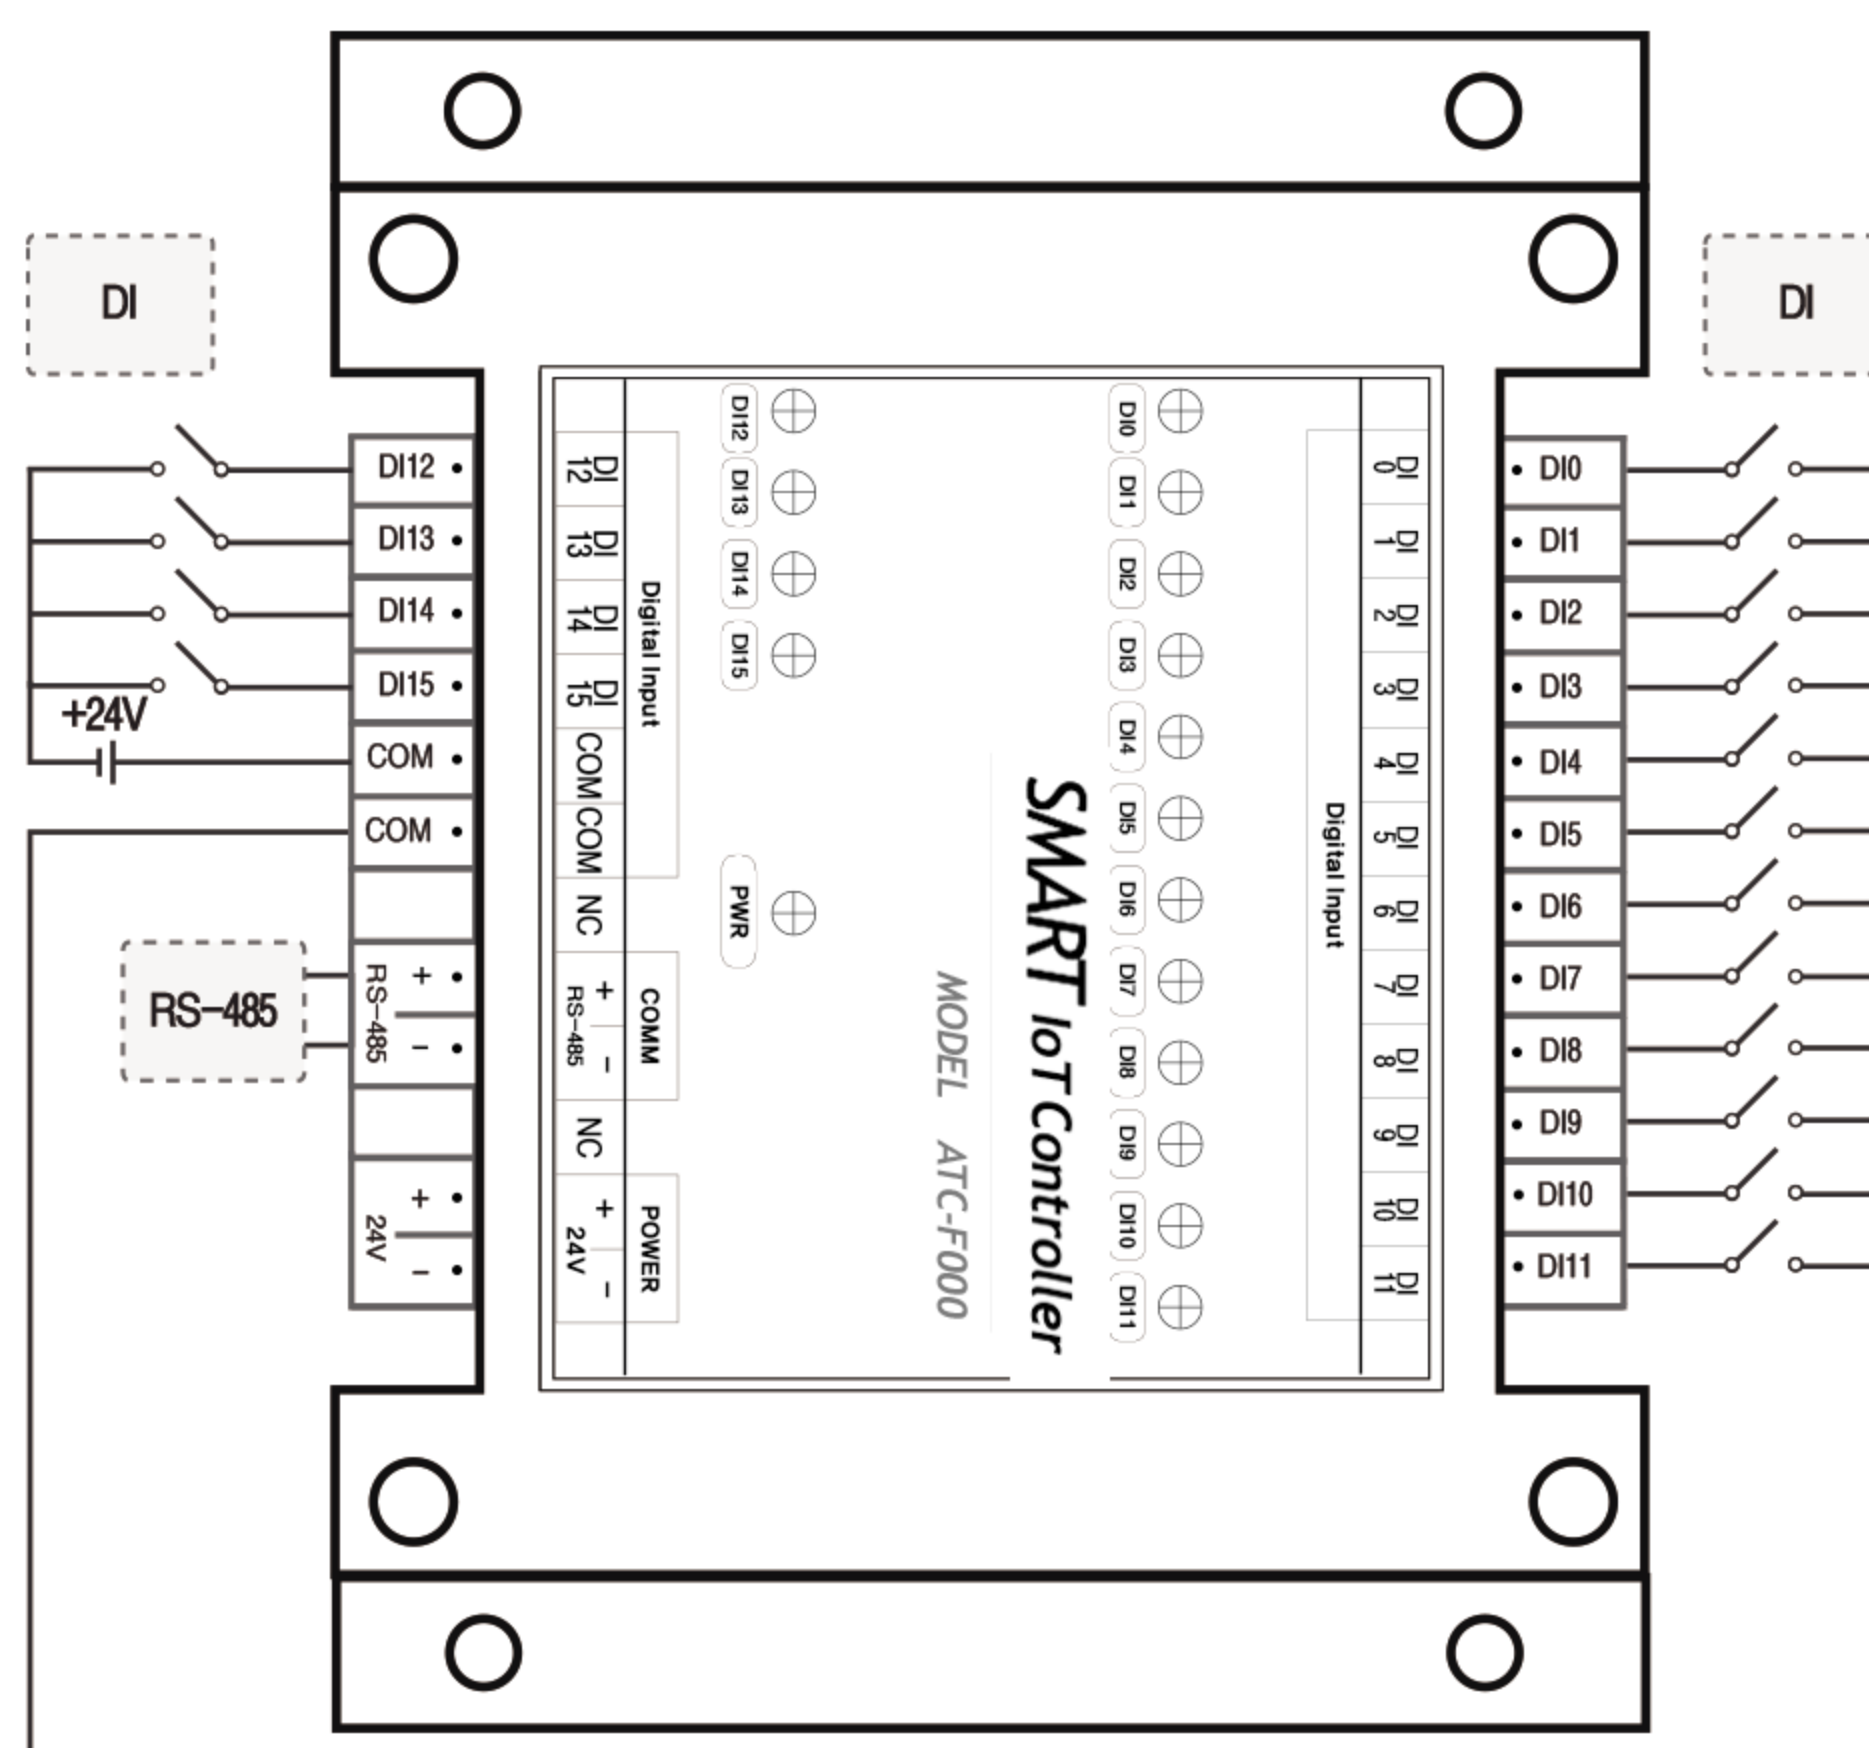 DI
DI
DI12
DI13
DI14
DI15
+24V
COM
COM
RS-485
RS-485
+
-
24V
+
-
DI
12
DI
13
DI
14
DI
15
COM
COM
NC
+
-
RS-485
NC
+
-
24V
Digital Input
COMM
POWER
DI12
DI13
DI14
DI15
PWR
MODEL ATC-F000
SMART IoT Controller
DI0
DI1
DI2
DI3
DI4
DI5
DI6
DI7
DI8
DI9
DI10
DI11
Digital Input
DI
0
DI
1
DI
2
DI
3
DI
4
DI
5
DI
6
DI
7
DI
8
DI
9
DI
10
DI
11
DI0
DI1
DI2
DI3
DI4
DI5
DI6
DI7
DI8
DI9
DI10
DI11